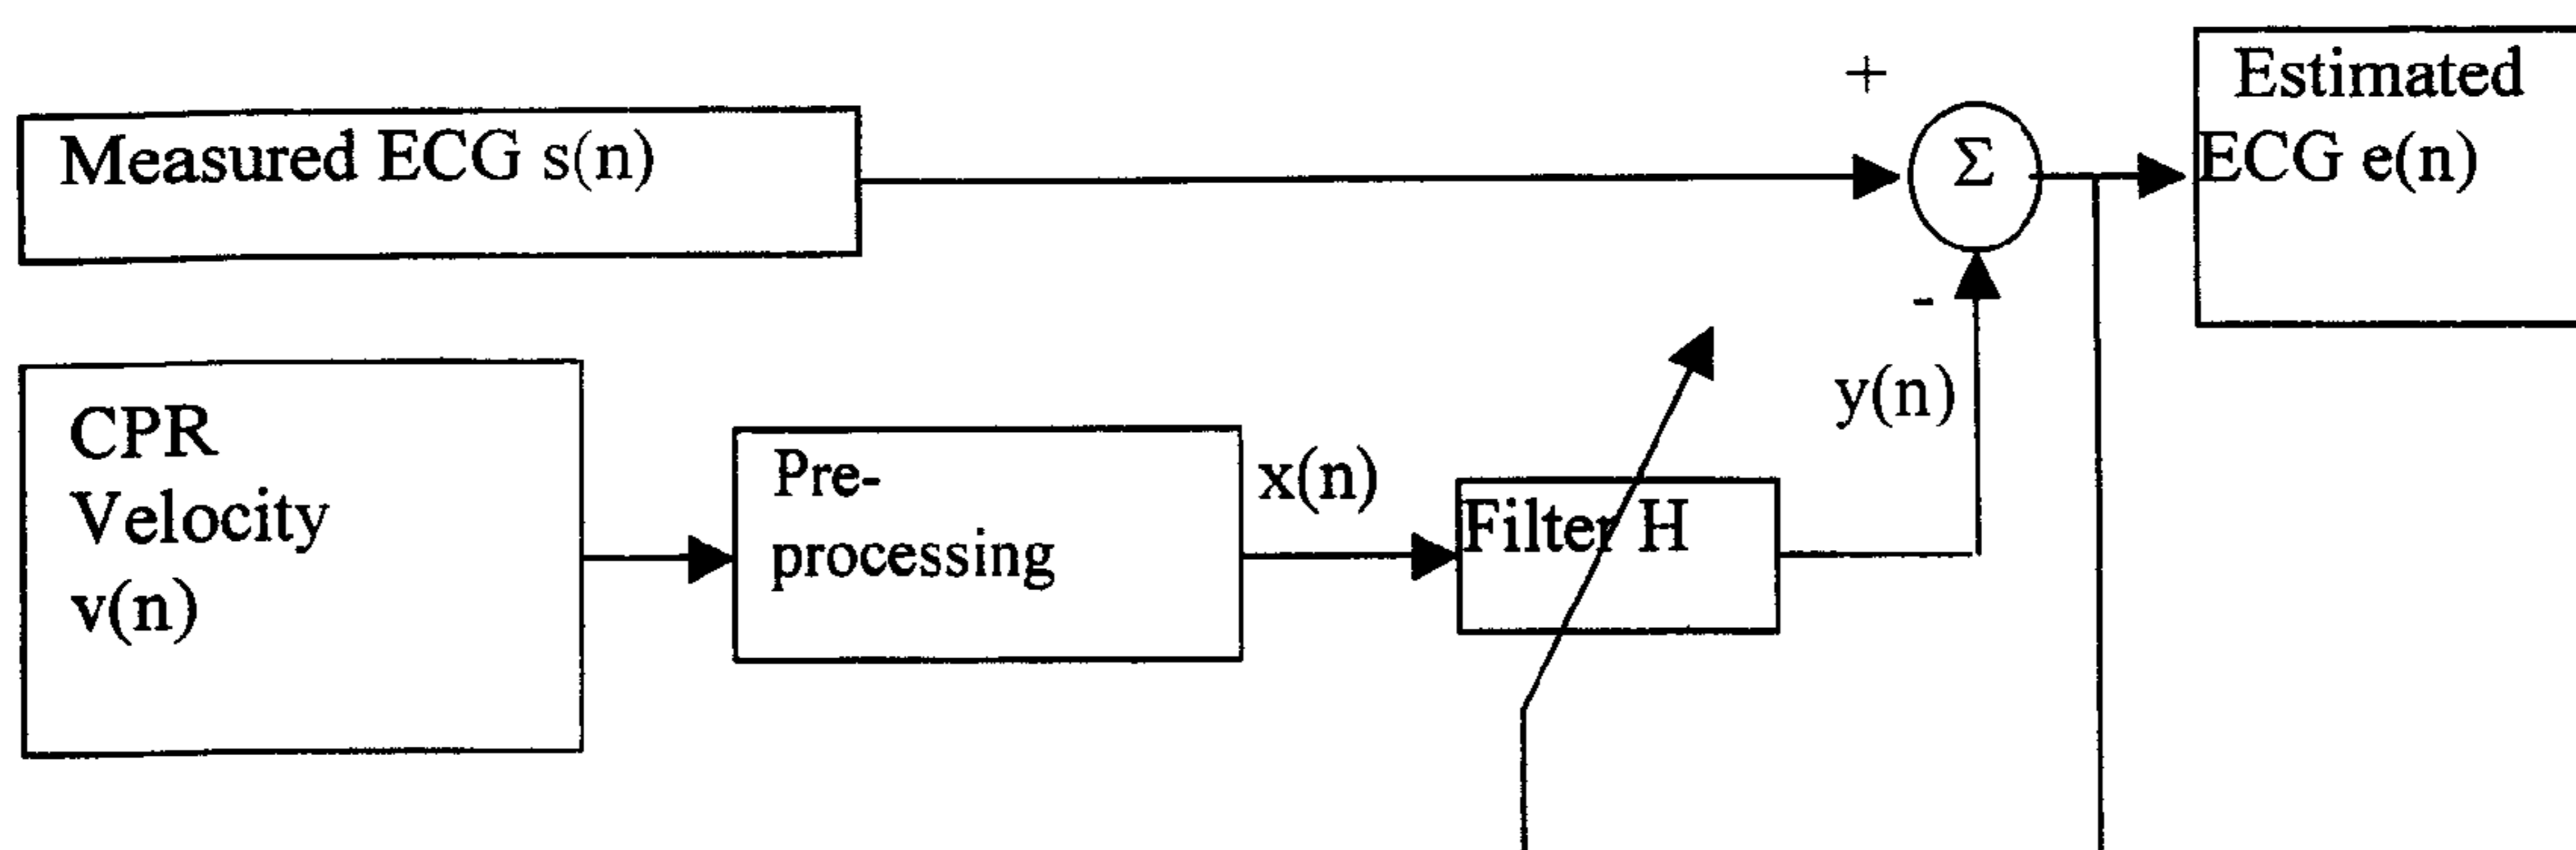 +
Estimated
ECG e(n)
Measured ECG s(n)
Σ
-
y(n)
CPR
Velocity
v(n)
Pre-
processing
x(n)
Filter H